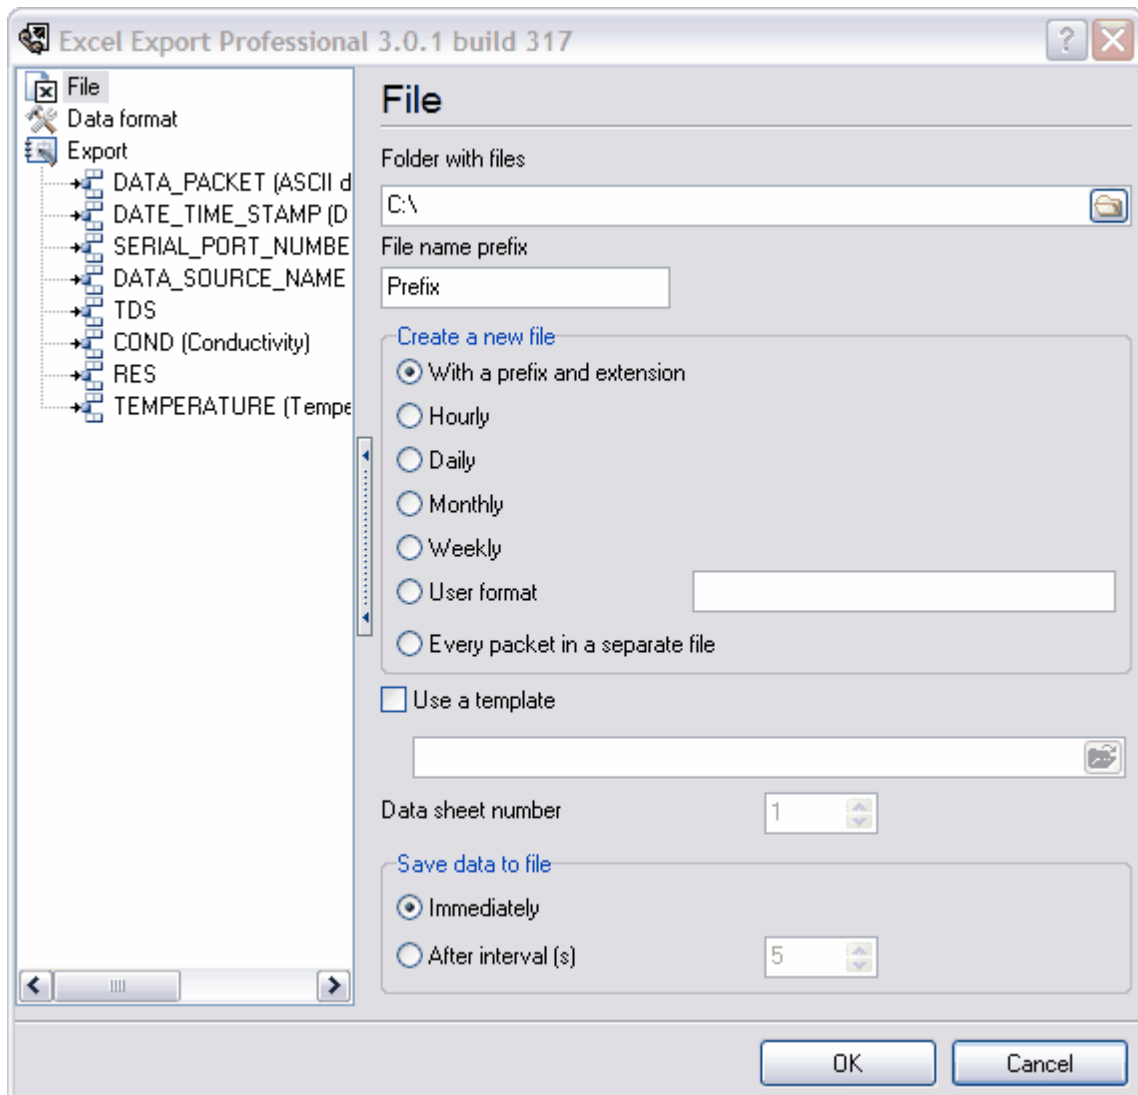 Excel Export Professional 3.0.1 build 317
File
Data format
Export
DATA_PACKET (ASCII d
DATE_TIME_STAMP (D
SERIAL_PORT_NUMBE
DATA_SOURCE_NAME
TDS
COND (Conductivity)
RES
TEMPERATURE (Tempe
File
Folder with files
C:\
File name prefix
Prefix
Create a new file
With a prefix and extension
Hourly
Daily
Monthly
Weekly
User format
Every packet in a separate file
Use a template
Data sheet number 1
Save data to file
Immediately
After interval (s) 5
OK Cancel